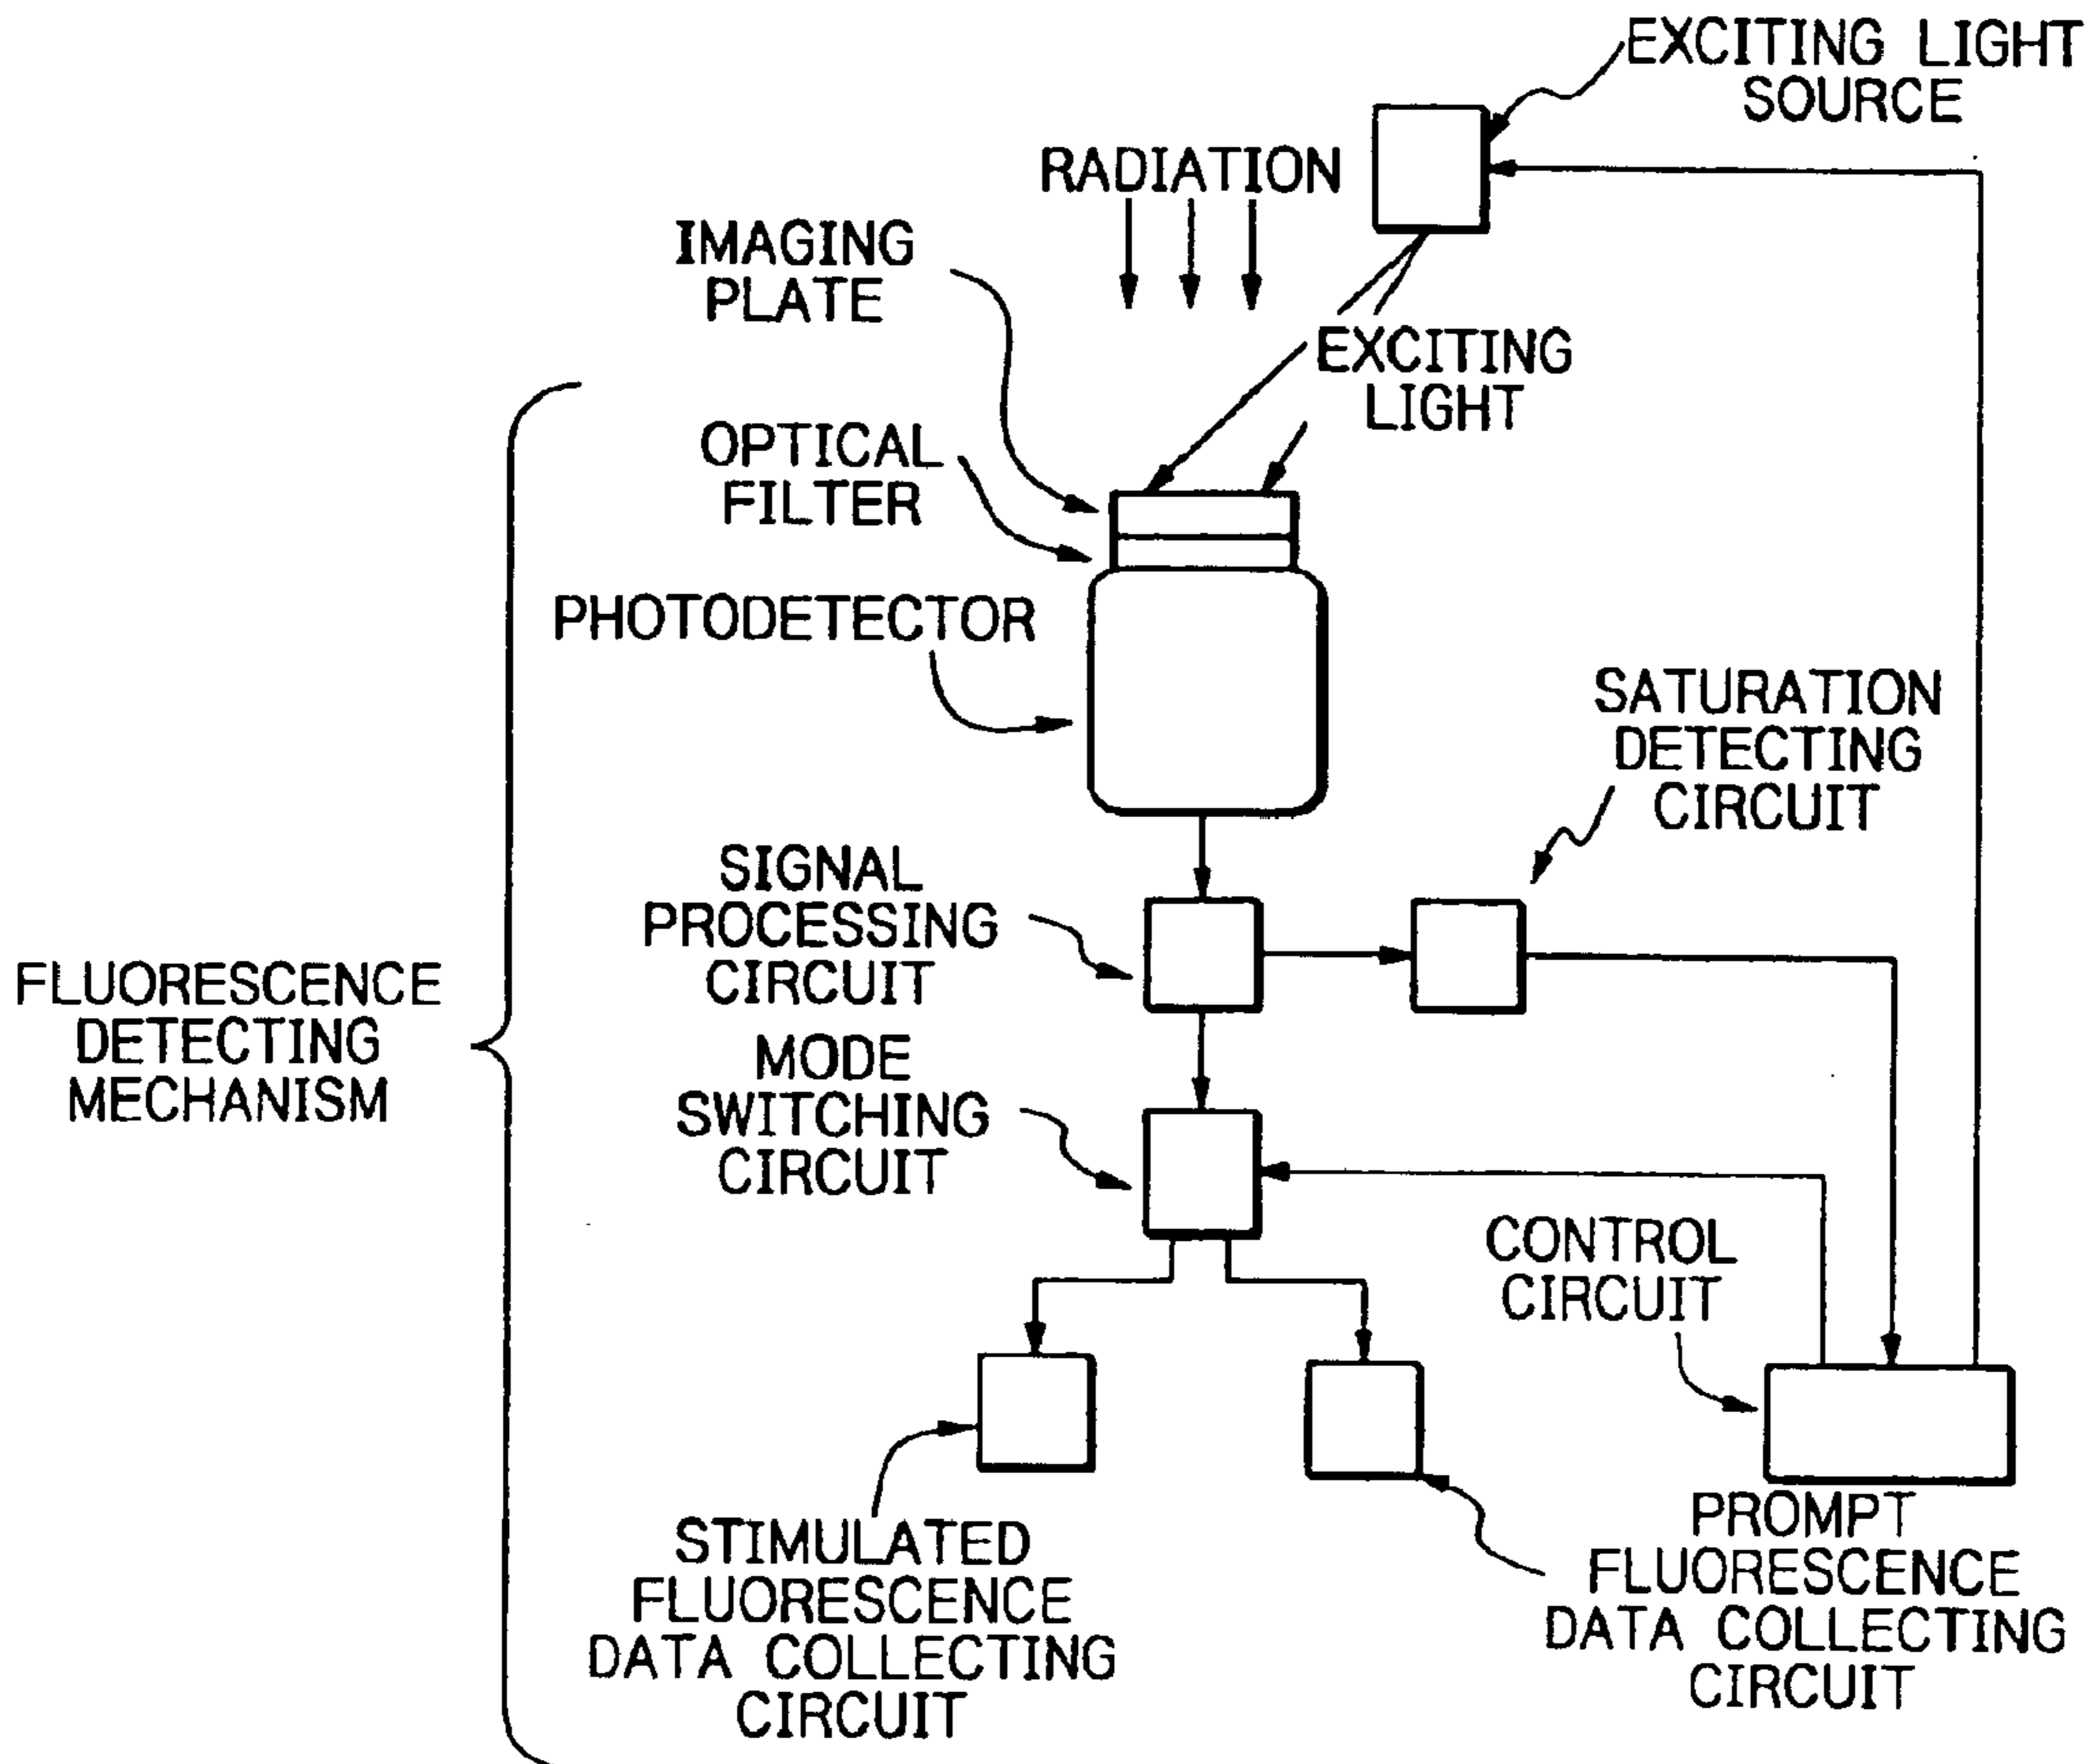 EXCITING LIGHT
SOURCE
RADIATION
IMAGING
PLATE
EXCITING
LIGHT
OPTICAL
FILTER
PHOTODETECTOR
SATURATION
DETECTING
CIRCUIT
SIGNAL
PROCESSING
CIRCUIT
FLUORESCENCE
DETECTING
MECHANISM
MODE
SWITCHING
CIRCUIT
CONTROL
CIRCUIT
STIMULATED
FLUORESCENCE
DATA COLLECTING
CIRCUIT
PROMPT
FLUORESCENCE
DATA COLLECTING
CIRCUIT